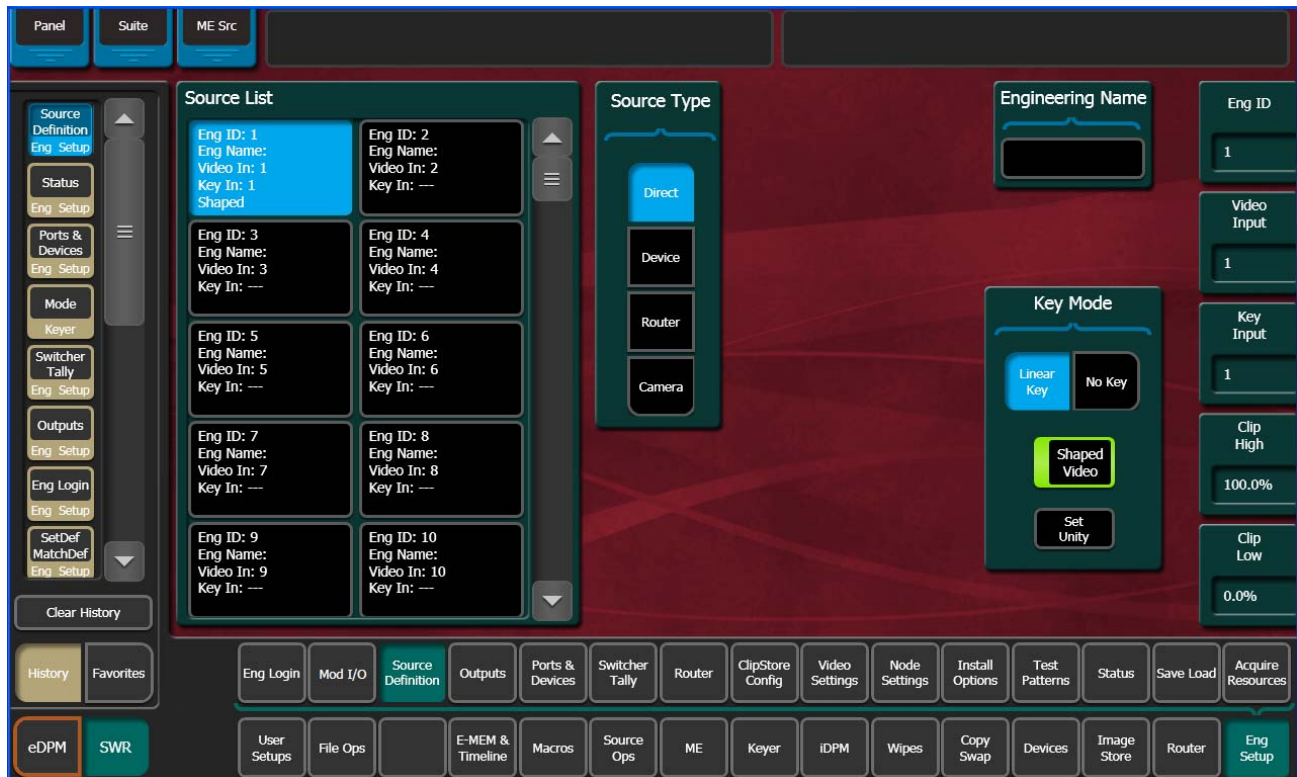 Panel
Suite
ME Src
Source
Definition
Eng Setup
Status
Eng Setup
Ports &
Devices
Eng Setup
Mode
Keyer
Switcher
Tally
Eng Setup
Outputs
Eng Setup
Eng Login
Eng Setup
SetDef
MatchDef
Eng Setup
Clear History
History
Favorites
eDPM
SWR
Source List
Eng ID: 1
Eng Name:
Video In: 1
Key In: 1
Shaped
Eng ID: 2
Eng Name:
Video In: 2
Key In: ---
Eng ID: 3
Eng Name:
Video In: 3
Key In: ---
Eng ID: 4
Eng Name:
Video In: 4
Key In: ---
Eng ID: 5
Eng Name:
Video In: 5
Key In: ---
Eng ID: 6
Eng Name:
Video In: 6
Key In: ---
Eng ID: 7
Eng Name:
Video In: 7
Key In: ---
Eng ID: 8
Eng Name:
Video In: 8
Key In: ---
Eng ID: 9
Eng Name:
Video In: 9
Key In: ---
Eng ID: 10
Eng Name:
Video In: 10
Key In: ---
Source Type
Direct
Device
Router
Camera
Engineering Name
Key Mode
Linear
Key
No Key
Shaped
Video
Set
Unity
Eng ID
1
Video
Input
1
Key
Input
1
Clip
High
100.0%
Clip
Low
0.0%
Eng Login
Mod I/O
Source
Definition
Outputs
Ports &
Devices
Switcher
Tally
Router
ClipStore
Config
Video
Settings
Node
Settings
Install
Options
Test
Patterns
Status
Save Load
Acquire
Resources
User
Setups
File Ops
E-MEM &
Timeline
Macros
Source
Ops
ME
Keyer
iDPM
Wipes
Copy
Swap
Devices
Image
Store
Router
Eng
Setup